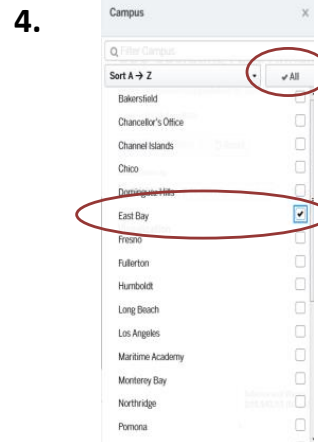 4.
Campus X
Filter Campus
Sort A → Z ✔ All
Bakersfield
Chancellor's Office
Channel Islands
Chico
Dominguez Hills
East Bay
Fresno
Fullerton
Humboldt
Long Beach
Los Angeles
Maritime Academy
Monterey Bay
Northridge
Pomona